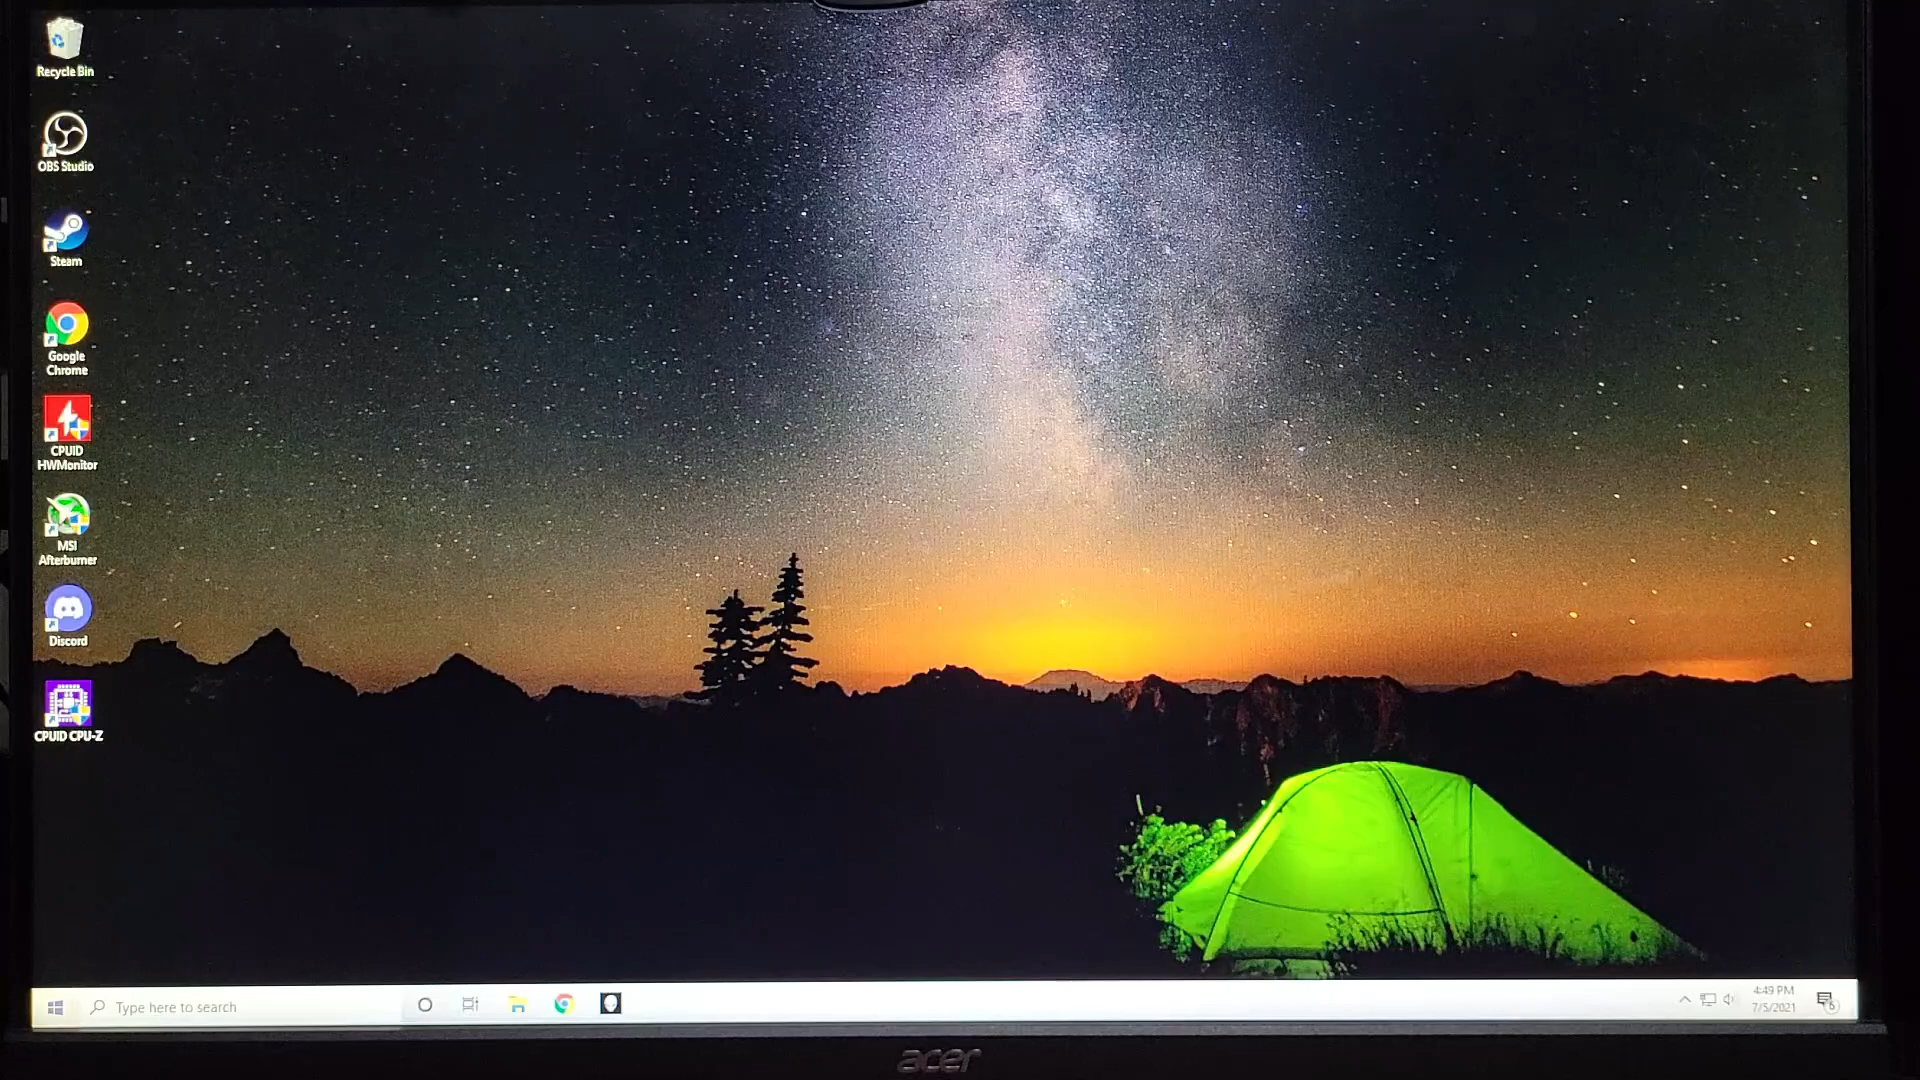 Recycle Bin
OBS Studio
Steam
Google
Chrome
CPUID
HWMonitor
MSI
Afterburner
Discord
CPUID CPU-Z
Type here to search
4:49 PM
7/5/2021
6
acer